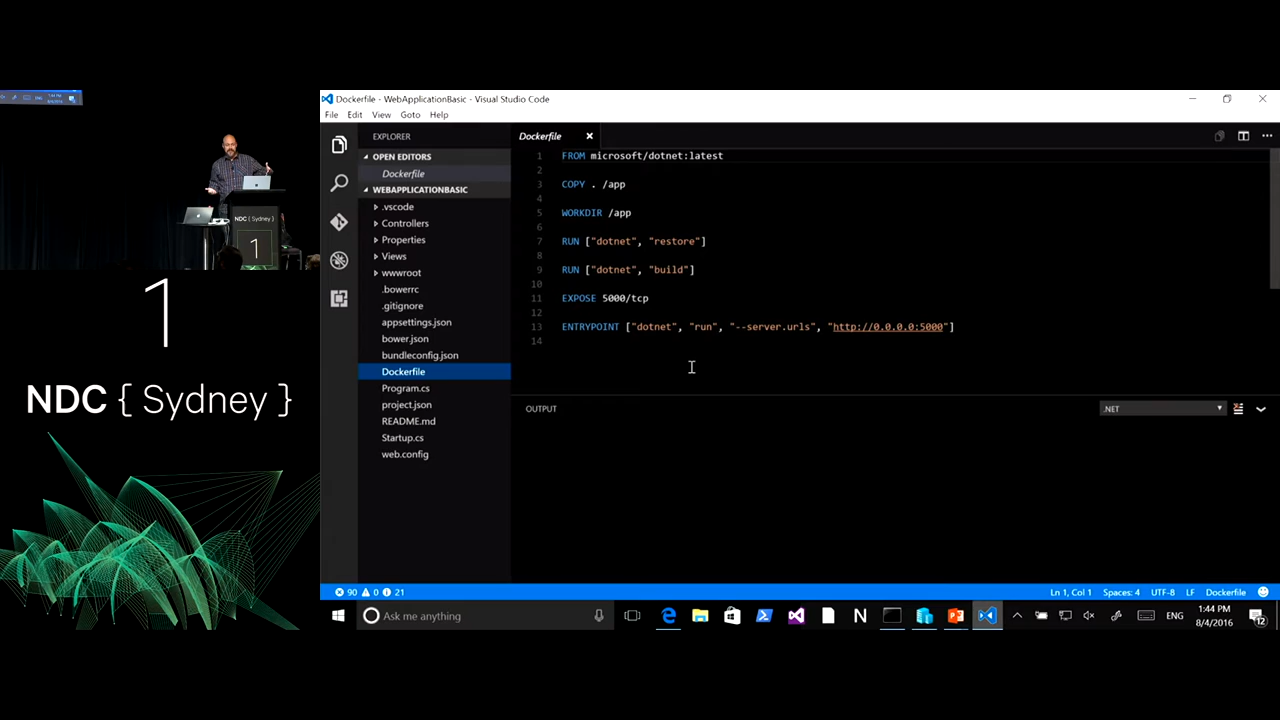 NDC { Sydney }
1
1
NDC { Sydney }
Dockerfile - WebApplicationBasic - Visual Studio Code
File Edit View Goto Help
EXPLORER
OPEN EDITORS
Dockerfile
WEBAPPLICATIONBASIC
.vscode
Controllers
Properties
Views
wwwroot
.bowerrc
.gitignore
appsettings.json
bower.json
bundleconfig.json
Dockerfile
Program.cs
project.json
README.md
Startup.cs
web.config
Dockerfile
1 FROM microsoft/dotnet:latest
2
3 COPY . /app
4
5 WORKDIR /app
6
7 RUN ["dotnet", "restore"]
8
9 RUN ["dotnet", "build"]
10
11 EXPOSE 5000/tcp
12
13 ENTRYPOINT ["dotnet", "run", "--server.urls", "http://0.0.0.0:5000"]
14
OUTPUT .NET
90 0 21 Ln 1, Col 1 Spaces: 4 UTF-8 LF Dockerfile
Ask me anything N ENG 1:44 PM
8/4/2016 12